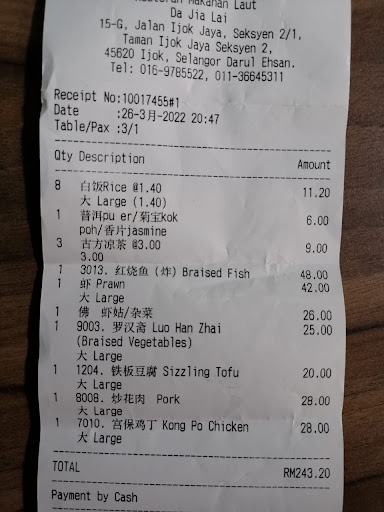 Restoran Makanan Laut
Da Jia Lai
15-G, Jalan Ijok Jaya, Seksyen 2/1,
Taman Ijok Jaya Seksyen 2,
45620 Ijok, Selangor Darul Ehsan.
Tel: 016-9785522, 011-36645311
Receipt No:10017455#1
Date :26-3月-2022 20:47
Table/Pax :3/1
Qty Description Amount
8 白饭Rice @1.40 11.20
大 Large (1.40)
1 普洱pu er/菊宝kok 6.00
poh/香片jasmine
3 古方凉茶 @3.00 9.00
3.00
1 3013. 红烧鱼 (炸) Braised Fish 48.00
1 虾 Prawn 42.00
大 Large
1 佛 虾姑/杂菜 26.00
1 9003. 罗汉斋 Luo Han Zhai 25.00
(Braised Vegetables)
大 Large
1 1204. 铁板豆腐 Sizzling Tofu 20.00
大 Large
1 8008. 炒花肉 Pork 28.00
大 Large
1 7010. 宫保鸡丁 Kong Po Chicken 28.00
大 Large
TOTAL RM243.20
Payment by Cash